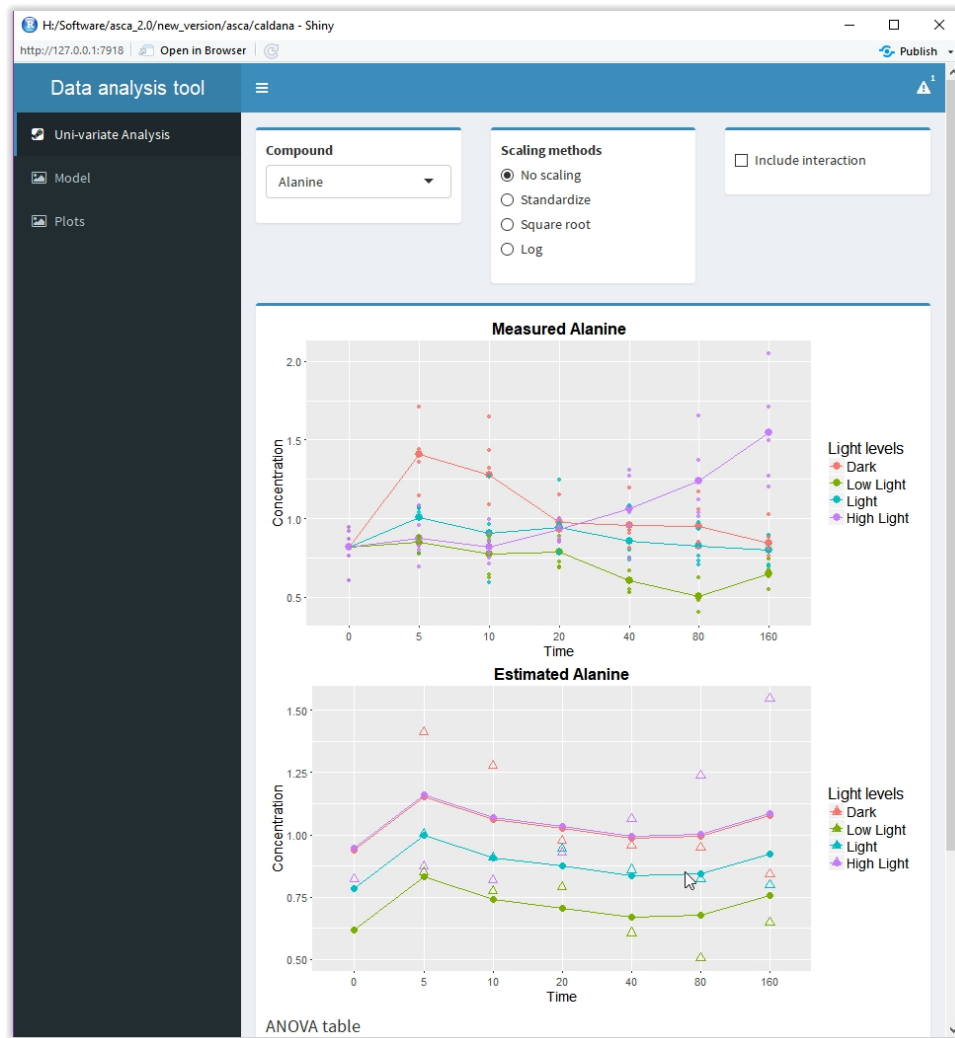 H:/Software/asca_2.0/new_version/asca/caldana - Shiny
http://127.0.0.1:7918 Open in Browser Publish
Data analysis tool 1
Uni-variate Analysis
Model
Plots
Compound
Alanine
Scaling methods
No scaling
Standardize
Square root
Log
Include interaction
Measured Alanine
Concentration
2.0
1.5
1.0
0.5
0 5 10 20 40 80 160
Time
Light levels
Dark
Low Light
Light
High Light
Estimated Alanine
Concentration
1.50
1.25
1.00
0.75
0.50
0 5 10 20 40 80 160
Time
Light levels
Dark
Low Light
Light
High Light
ANOVA table